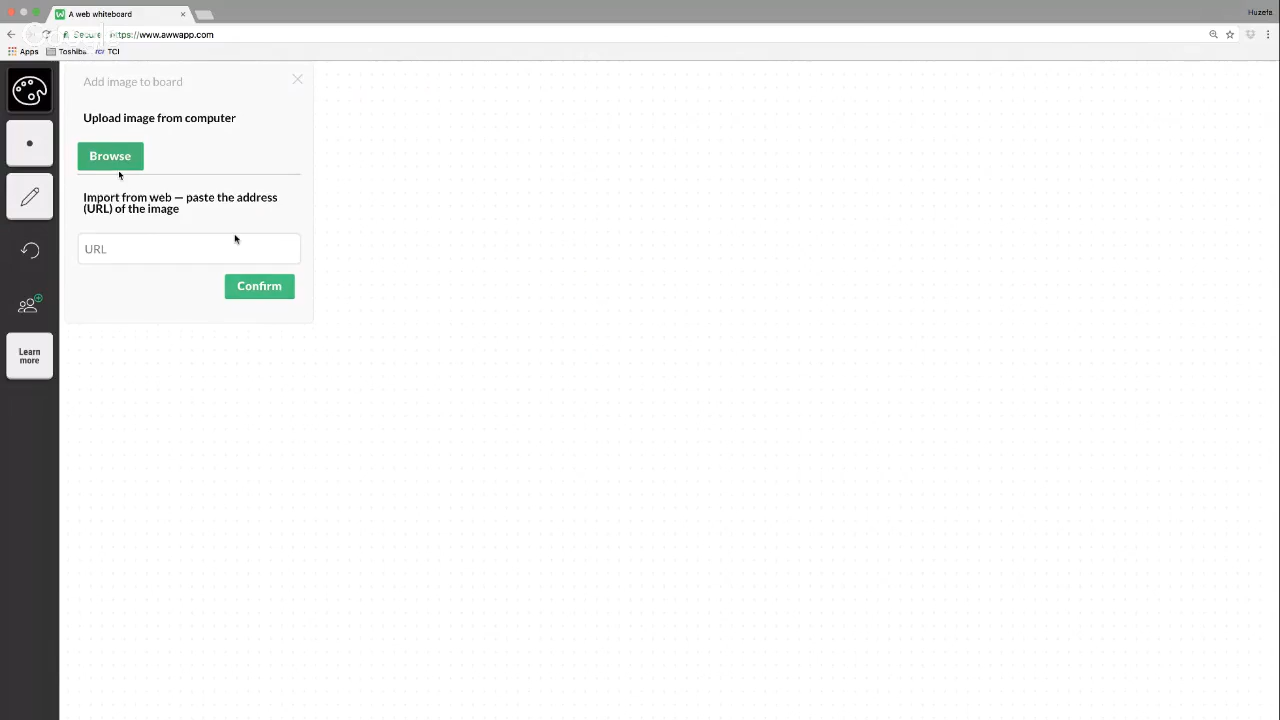 A web whiteboard
Huzefa
Secure https://www.awwapp.com
Apps Toshiba TCI
Add image to board
Upload image from computer
Browse
Import from web — paste the address
(URL) of the image
URL
Confirm
Learn
more